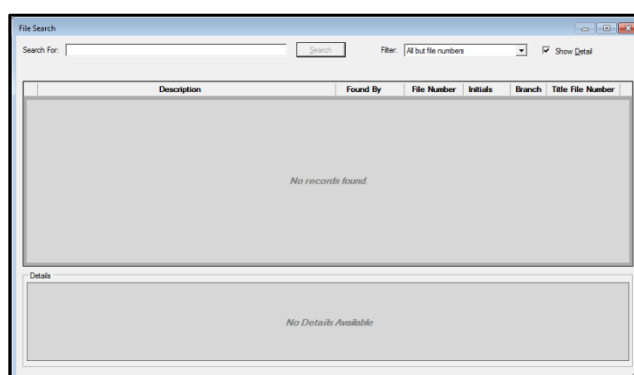 File Search
Search For: Search Filter: All but file numbers Show Detail
Description Found By File Number Initials Branch Title File Number
No records found.
Details
No Details Available